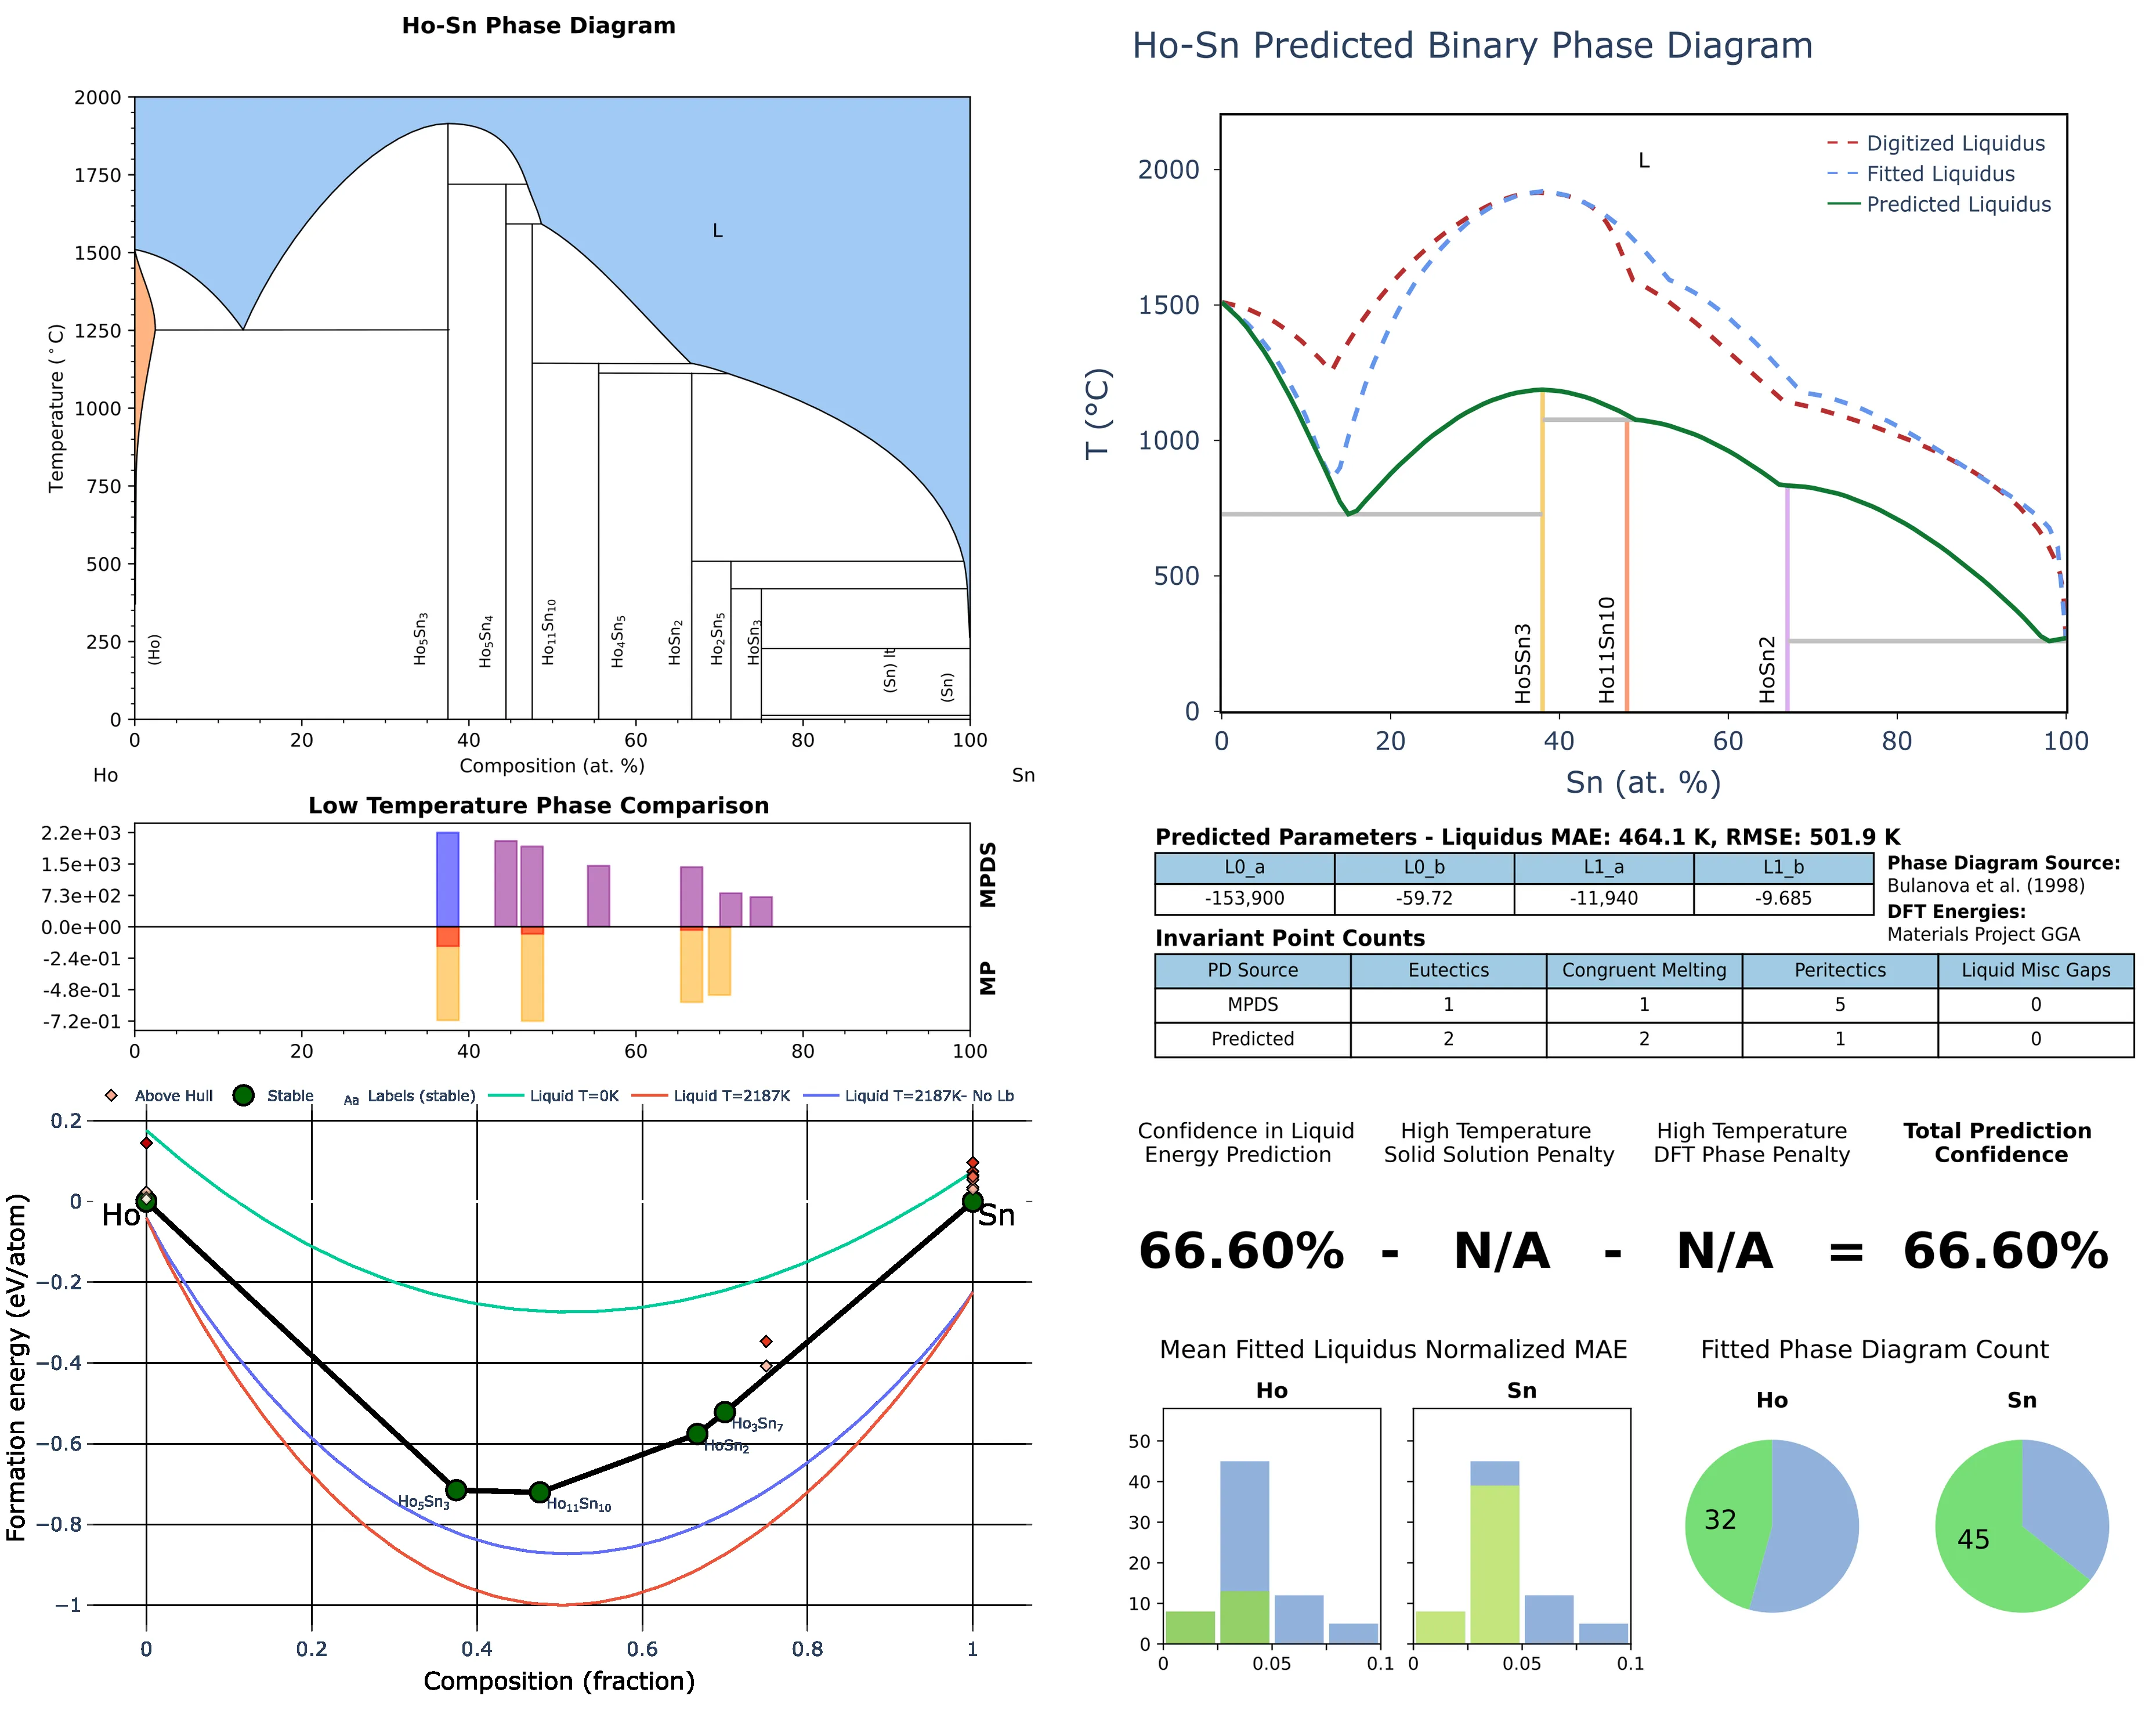 Ho-Sn Phase Diagram
2000
1750
1500
1250
1000
750
500
250
0
Temperature (°C)
L
(Ho)
Ho5Sn3
Ho5Sn4
Ho11Sn10
Ho4Sn5
HoSn2
Ho2Sn5
HoSn3
(Sn) lt
(Sn)
0 20 40 60 80 100
Composition (at. %)
Ho Sn
Low Temperature Phase Comparison
2.2e+03
1.5e+03
7.3e+02
0.0e+00
-2.4e-01
-4.8e-01
-7.2e-01
MPDS
MP
0 20 40 60 80 100
Above Hull Stable Aa Labels (stable) Liquid T=0K Liquid T=2187K Liquid T=2187K- No Lb
0.2
0
−0.2
−0.4
−0.6
−0.8
−1
Formation energy (eV/atom)
Ho
Sn
Ho3Sn7
HoSn2
Ho5Sn3
Ho11Sn10
0 0.2 0.4 0.6 0.8 1
Composition (fraction)
Ho-Sn Predicted Binary Phase Diagram
L
Digitized Liquidus
Fitted Liquidus
Predicted Liquidus
2000
1500
1000
500
0
T (°C)
Ho5Sn3
Ho11Sn10
HoSn2
0 20 40 60 80 100
Sn (at. %)
Predicted Parameters - Liquidus MAE: 464.1 K, RMSE: 501.9 K
L0_a L0_b L1_a L1_b
-153,900 -59.72 -11,940 -9.685
Phase Diagram Source:
Bulanova et al. (1998)
DFT Energies:
Materials Project GGA
Invariant Point Counts
PD Source Eutectics Congruent Melting Peritectics Liquid Misc Gaps
MPDS 1 1 5 0
Predicted 2 2 1 0
Confidence in Liquid High Temperature High Temperature Total Prediction
Energy Prediction Solid Solution Penalty DFT Phase Penalty Confidence
66.60% - N/A - N/A = 66.60%
Mean Fitted Liquidus Normalized MAE
Ho Sn
50
40
30
20
10
0
0 0.05 0.1 0 0.05 0.1
Fitted Phase Diagram Count
Ho Sn
32 45